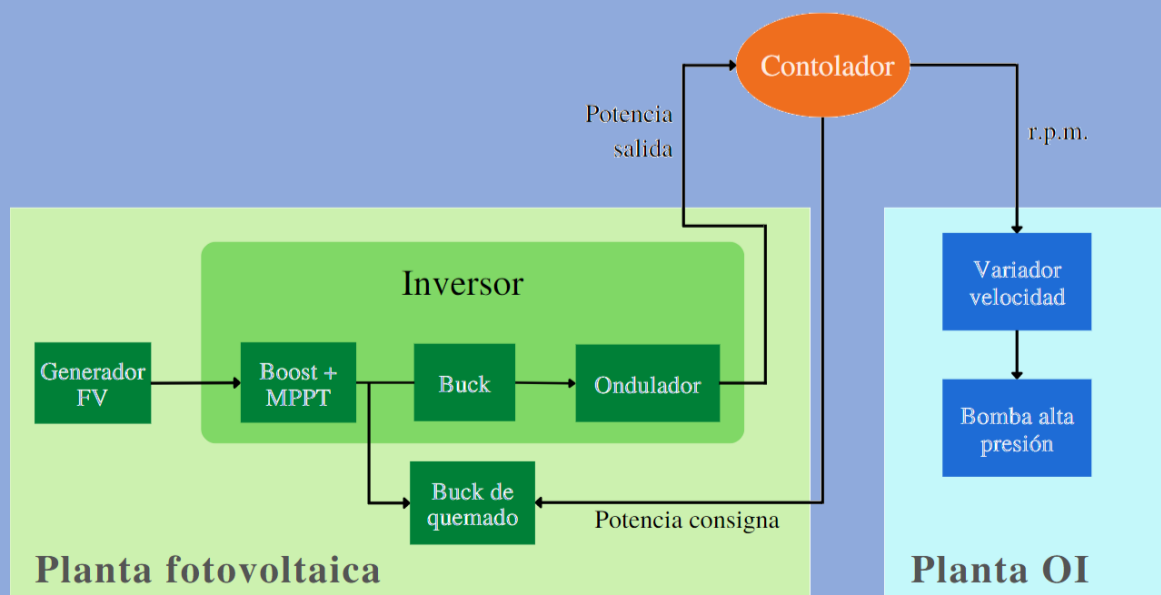 Contolador
Potencia
salida
r.p.m.
Inversor
Generador
FV
Boost +
MPPT
Buck
Ondulador
Buck de
quemado
Potencia consigna
Planta fotovoltaica
Variador
velocidad
Bomba alta
presión
Planta OI